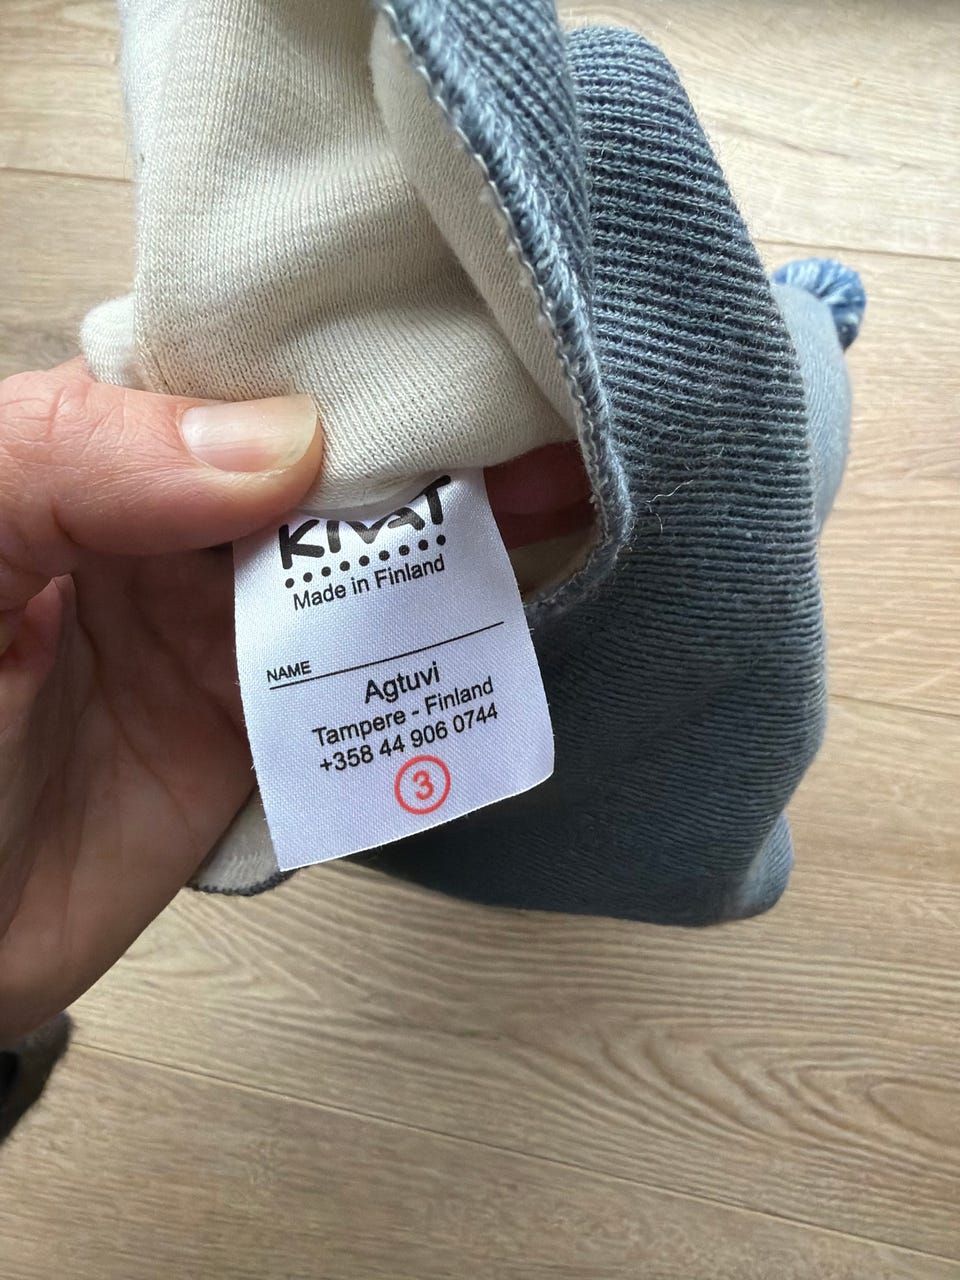 KIVAT
Made in Finland
NAME
Agtuvi
Tampere - Finland
+358 44 906 0744
3